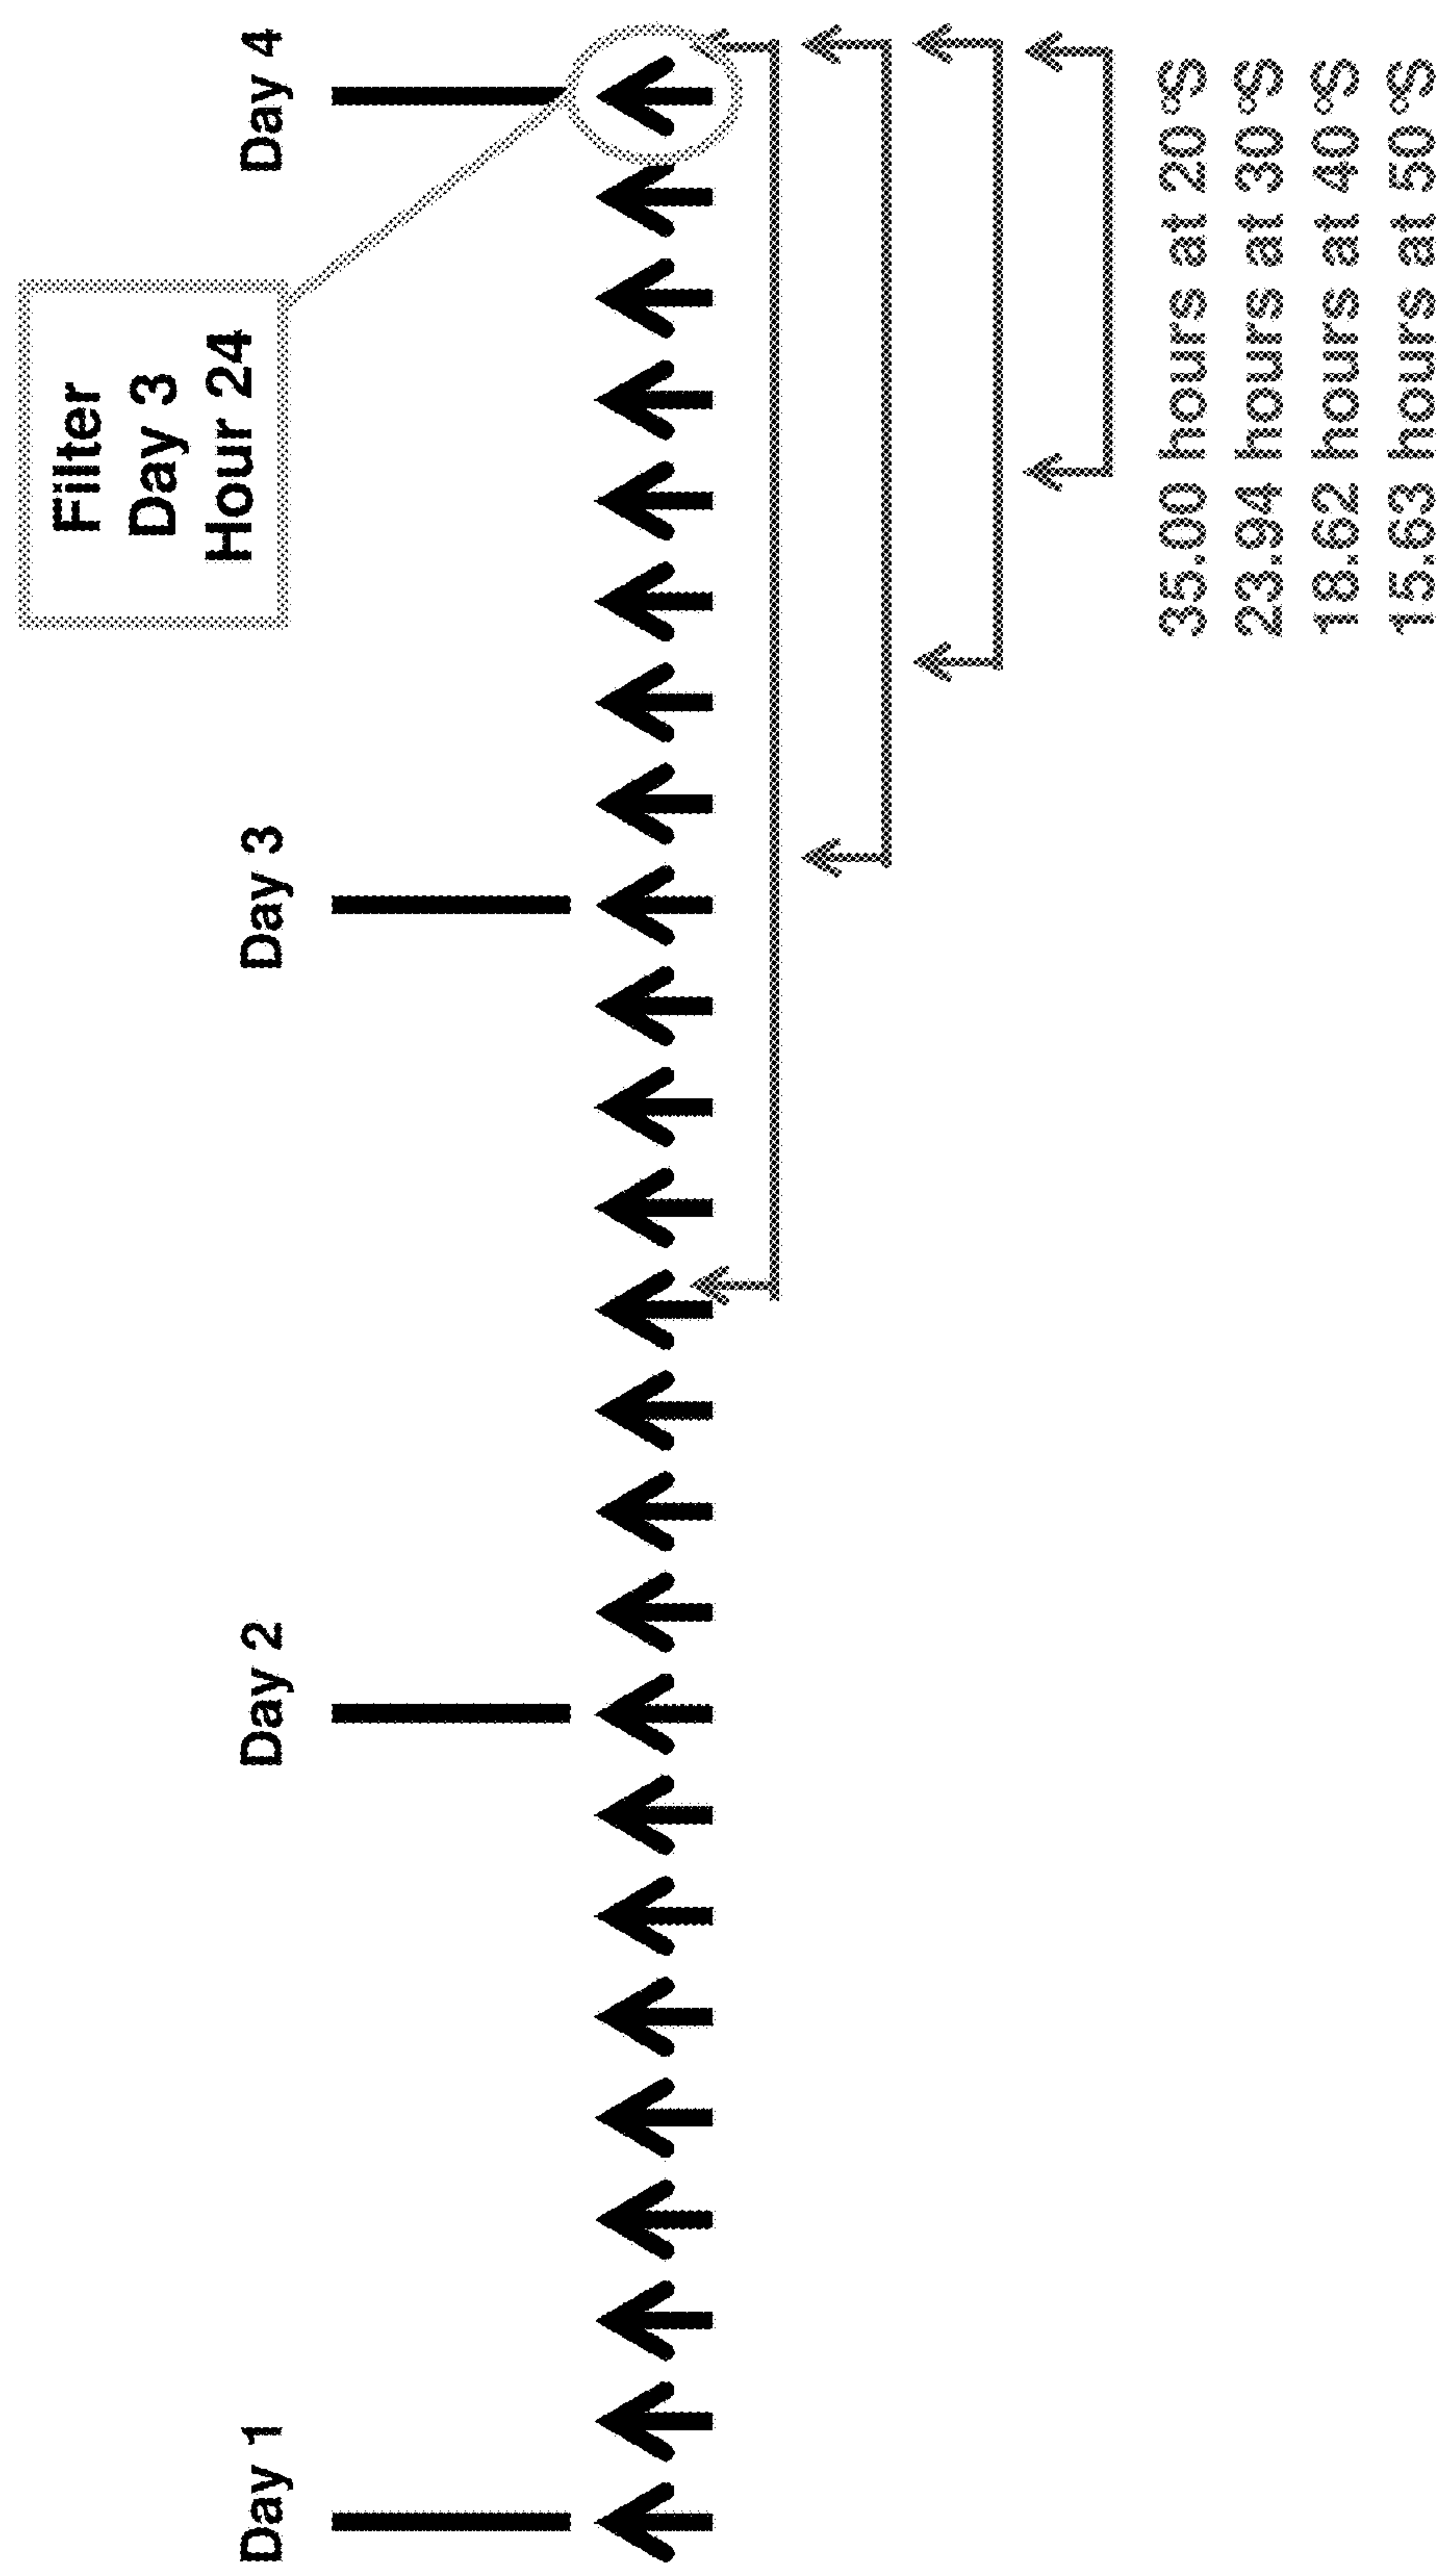 Filter
Day 3
Hour 24
Day 1
Day 2
Day 3
Day 4
35.00 hours at 20°S
23.94 hours at 30°S
18.62 hours at 40°S
15.63 hours at 50°S